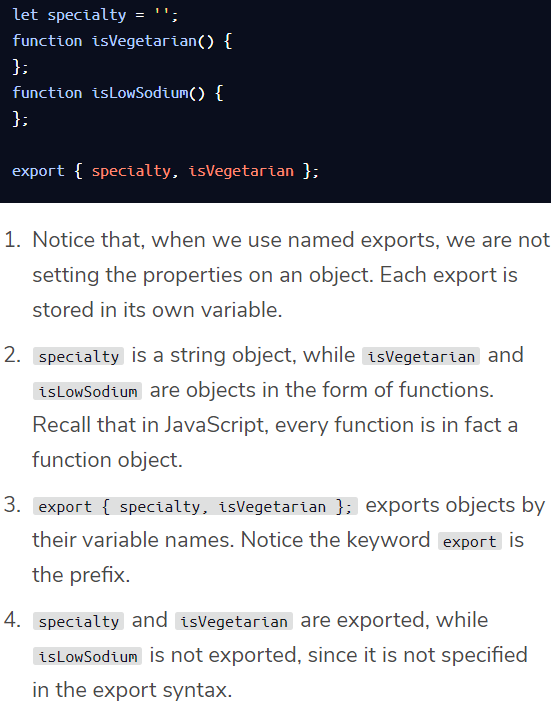 let specialty = '';
function isVegetarian() {
};
function isLowSodium() {
};
export { specialty, isVegetarian };
1. Notice that, when we use named exports, we are not
setting the properties on an object. Each export is
stored in its own variable.
2. specialty is a string object, while isVegetarian and
isLowSodium are objects in the form of functions.
Recall that in JavaScript, every function is in fact a
function object.
3. export { specialty, isVegetarian }; exports objects by
their variable names. Notice the keyword export is
the prefix.
4. specialty and isVegetarian are exported, while
isLowSodium is not exported, since it is not specified
in the export syntax.